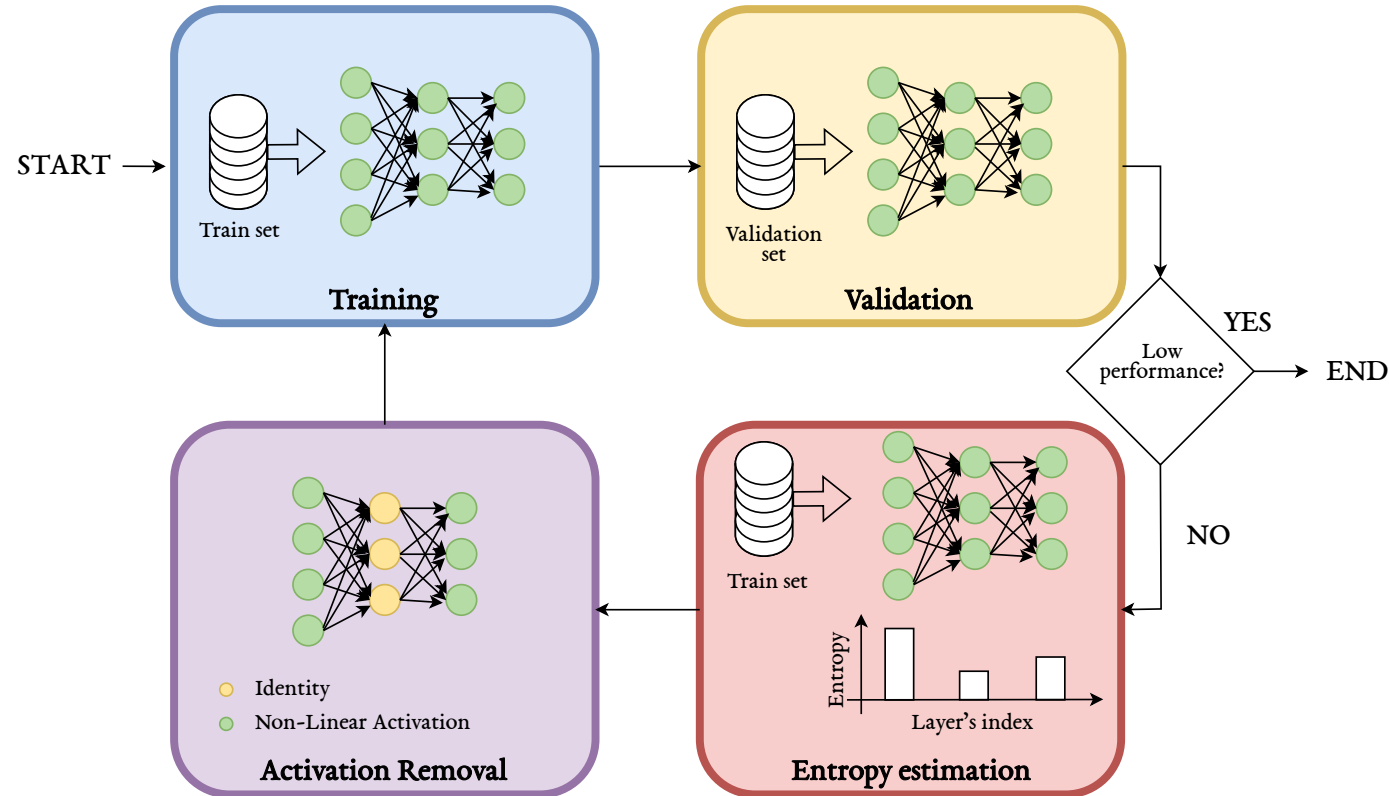 START
Train set
Training
Validation
set
Validation
Low
performance?
YES
END
NO
Train set
Entropy
Layer's index
Entropy estimation
Identity
Non-Linear Activation
Activation Removal